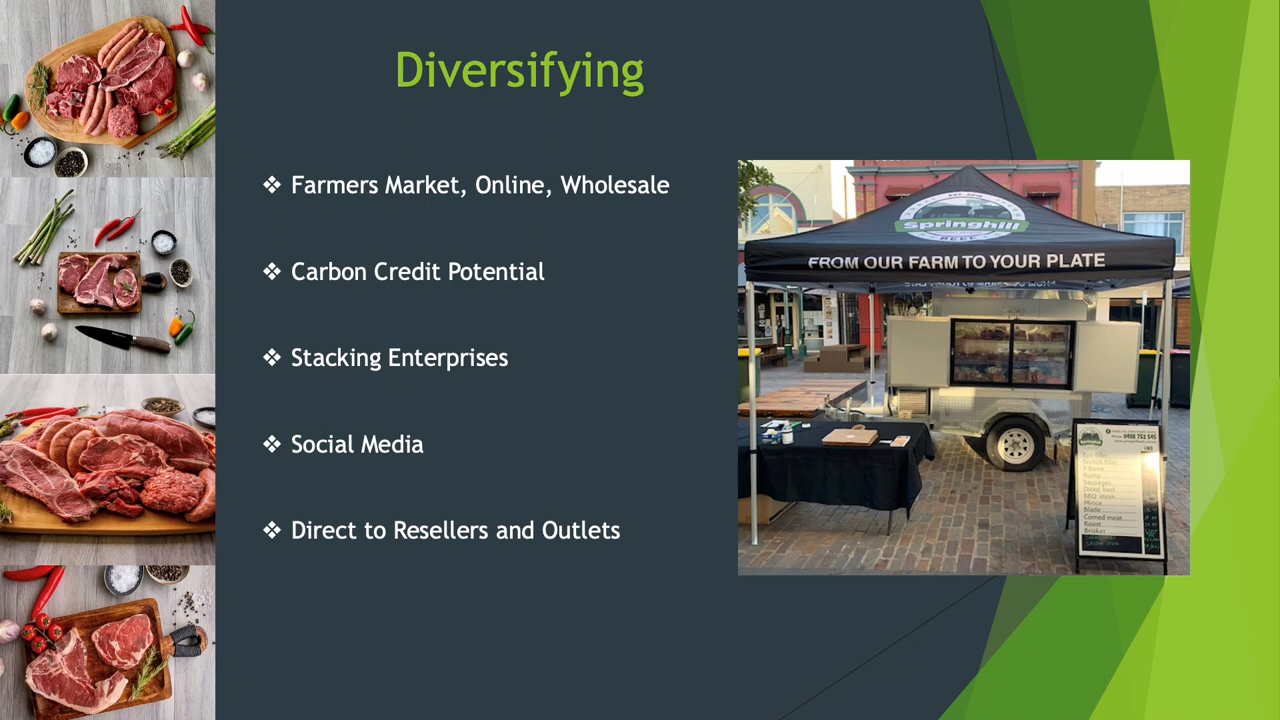 Diversifying
❖ Farmers Market, Online, Wholesale
❖ Carbon Credit Potential
❖ Stacking Enterprises
❖ Social Media
❖ Direct to Resellers and Outlets
Springhill
BEEF
FROM OUR FARM TO YOUR PLATE
0408 752 545
T-bone
Rump
Sausages
Diced beef
BBQ steak
Mince
Blade
Corned meat
Roast
Brisket